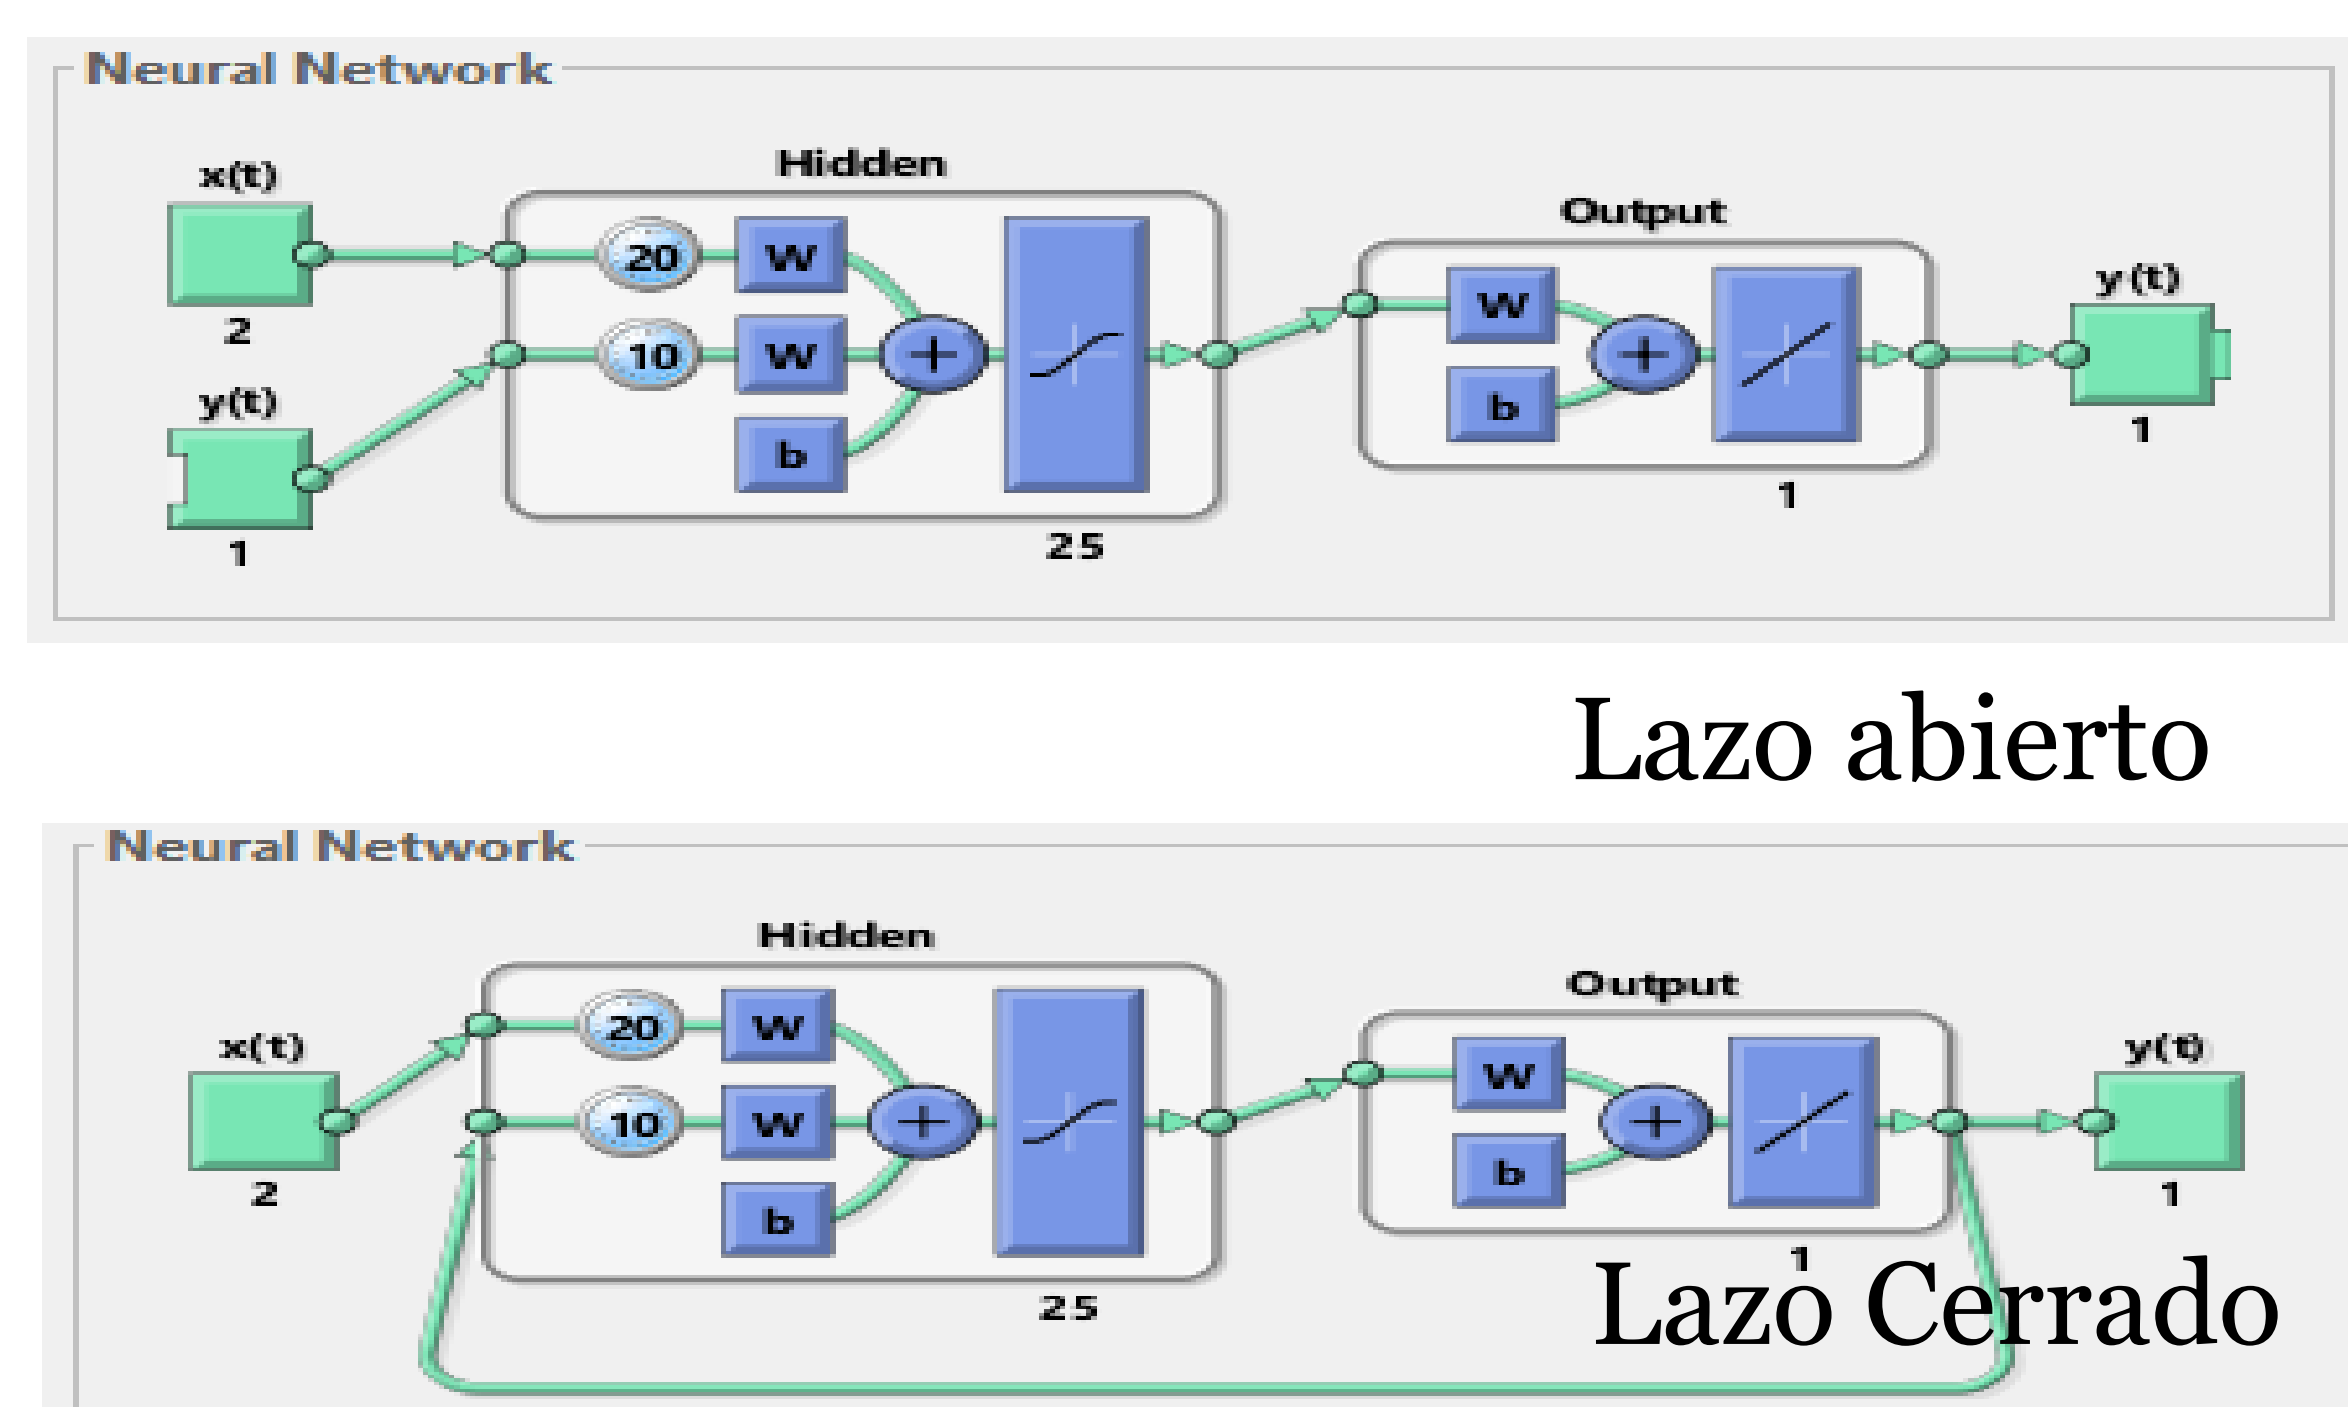 Neural Network
Hidden
x(t)
Output
20 W
W
y(t)
2
10 W
y(t)
b
b
1
1
1
25
Lazo abierto
Neural Network
Hidden
Output
20 W
x(t)
W
y(t)
10 W
2
b
1
b
1
25
Lazo Cerrado